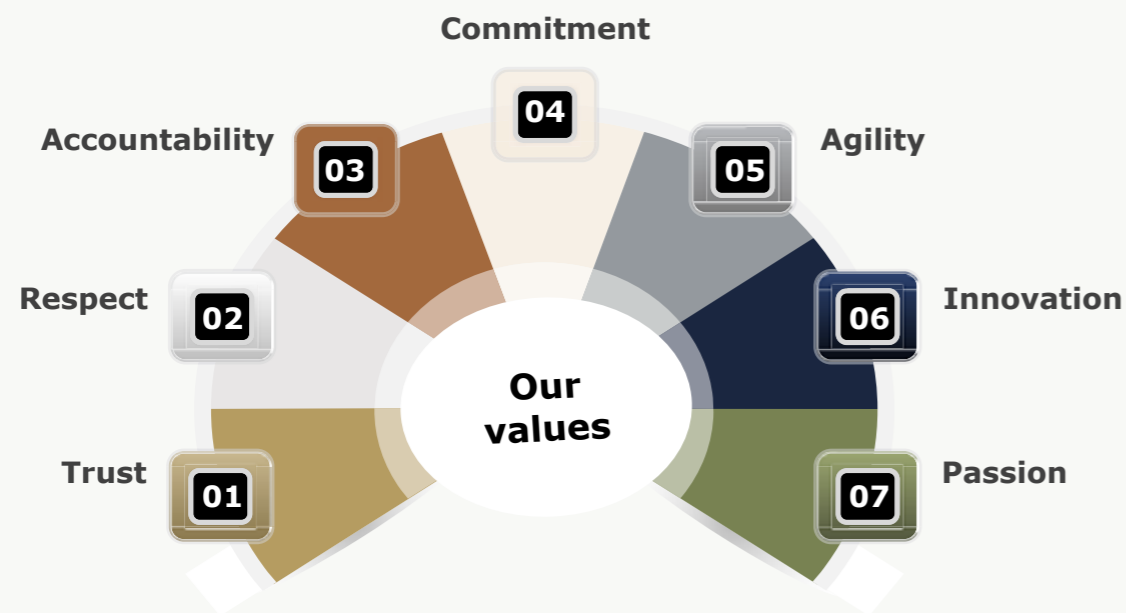 Commitment
04
Accountability
03
05
Agility
Respect
02
06
Innovation
Our
values
Trust
01
07
Passion